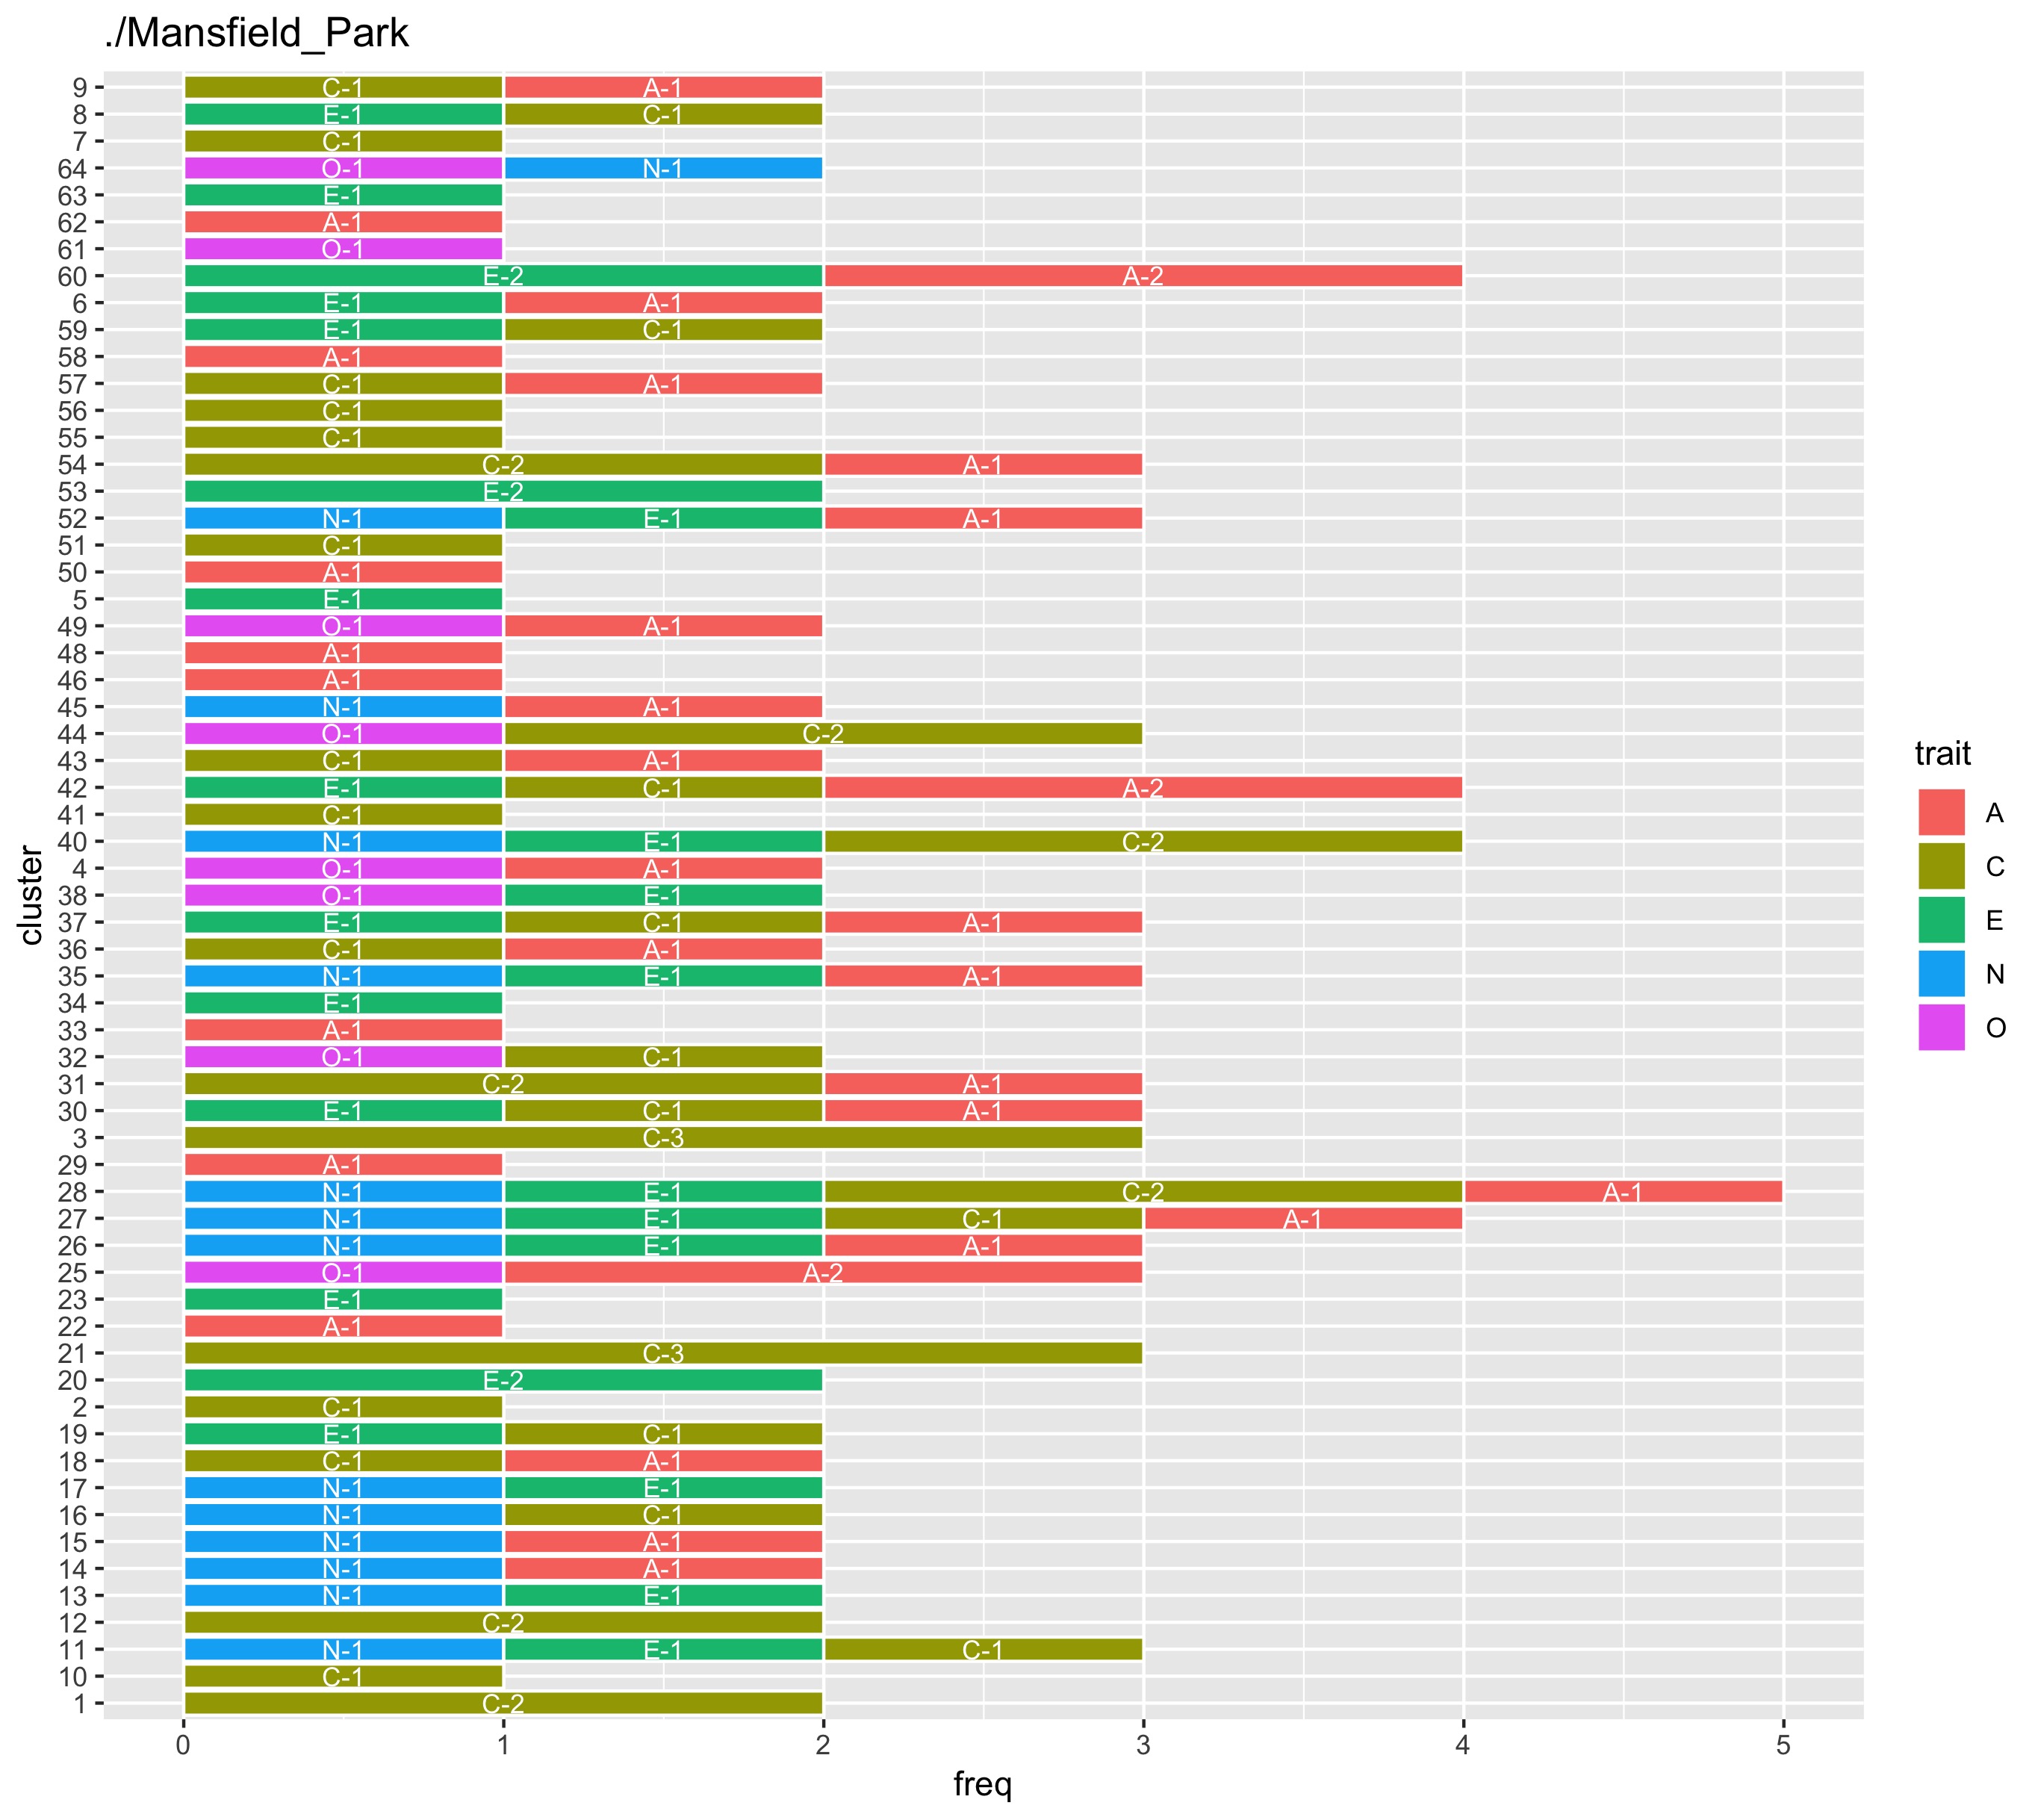 ./Mansfield_Park
9 C-1 A-1
8 E-1 C-1
7 C-1
64 O-1 N-1
63 E-1
62 A-1
61 O-1
60 E-2 A-2
6 E-1 A-1
59 E-1 C-1
58 A-1
57 C-1 A-1
56 C-1
55 C-1
54 C-2 A-1
53 E-2
52 N-1 E-1 A-1
51 C-1
50 A-1
5 E-1
49 O-1 A-1
48 A-1
46 A-1
45 N-1 A-1
44 O-1 C-2
43 C-1 A-1
42 E-1 C-1 A-2
41 C-1
40 N-1 E-1 C-2
4 O-1 A-1
38 O-1 E-1
37 E-1 C-1 A-1
36 C-1 A-1
35 N-1 E-1 A-1
34 E-1
33 A-1
32 O-1 C-1
31 C-2 A-1
30 E-1 C-1 A-1
3 C-3
29 A-1
28 N-1 E-1 C-2 A-1
27 N-1 E-1 C-1 A-1
26 N-1 E-1 A-1
25 O-1 A-2
23 E-1
22 A-1
21 C-3
20 E-2
2 C-1
19 E-1 C-1
18 C-1 A-1
17 N-1 E-1
16 N-1 C-1
15 N-1 A-1
14 N-1 A-1
13 N-1 E-1
12 C-2
11 N-1 E-1 C-1
10 C-1
1 C-2
0 1 2 3 4 5
freq
cluster
trait
A
C
E
N
O